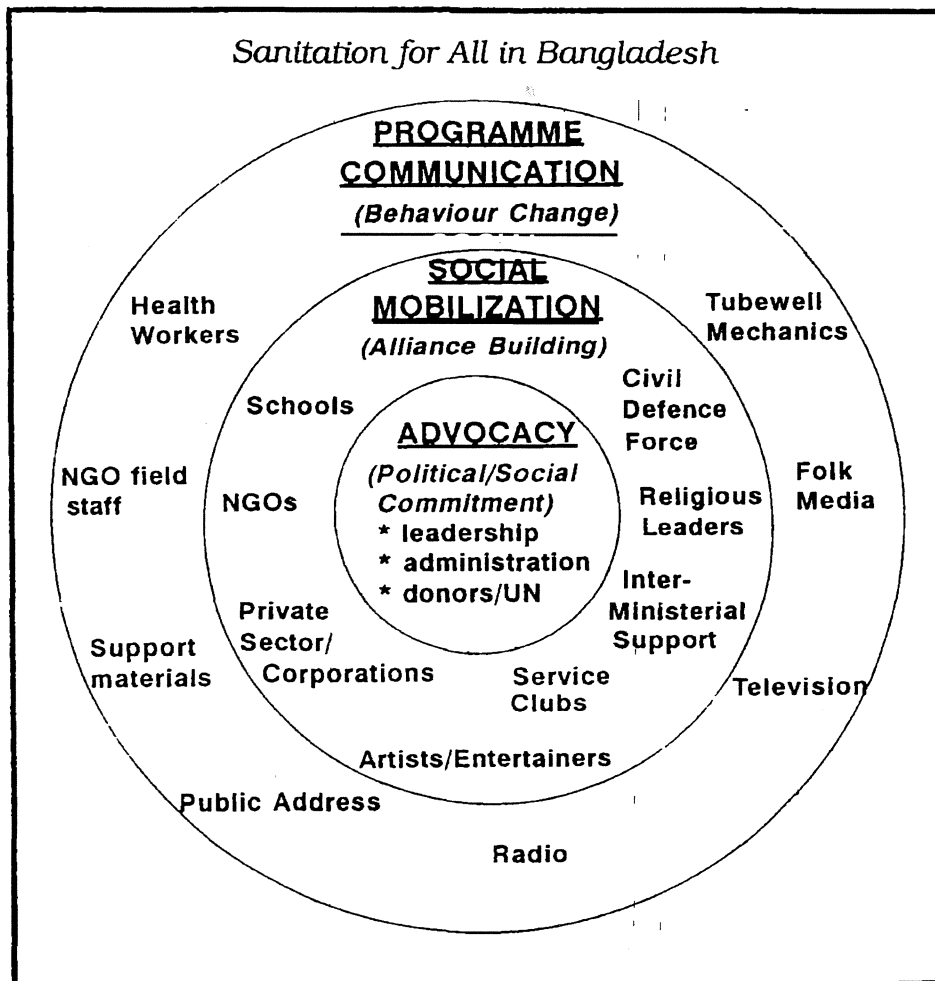 Sanitation for All in Bangladesh
PROGRAMME
COMMUNICATION
(Behaviour Change)
SOCIAL
MOBILIZATION
(Alliance Building)
Health
Workers
Tubewell
Mechanics
Schools
Civil
Defence
Force
ADVOCACY
(Political/Social
Commitment)
* leadership
* administration
* donors/UN
NGO field
staff
NGOs
Religious
Leaders
Folk
Media
Private
Sector/
Corporations
Inter-
Ministerial
Support
Support
materials
Service
Clubs
Television
Artists/Entertainers
Public Address
Radio